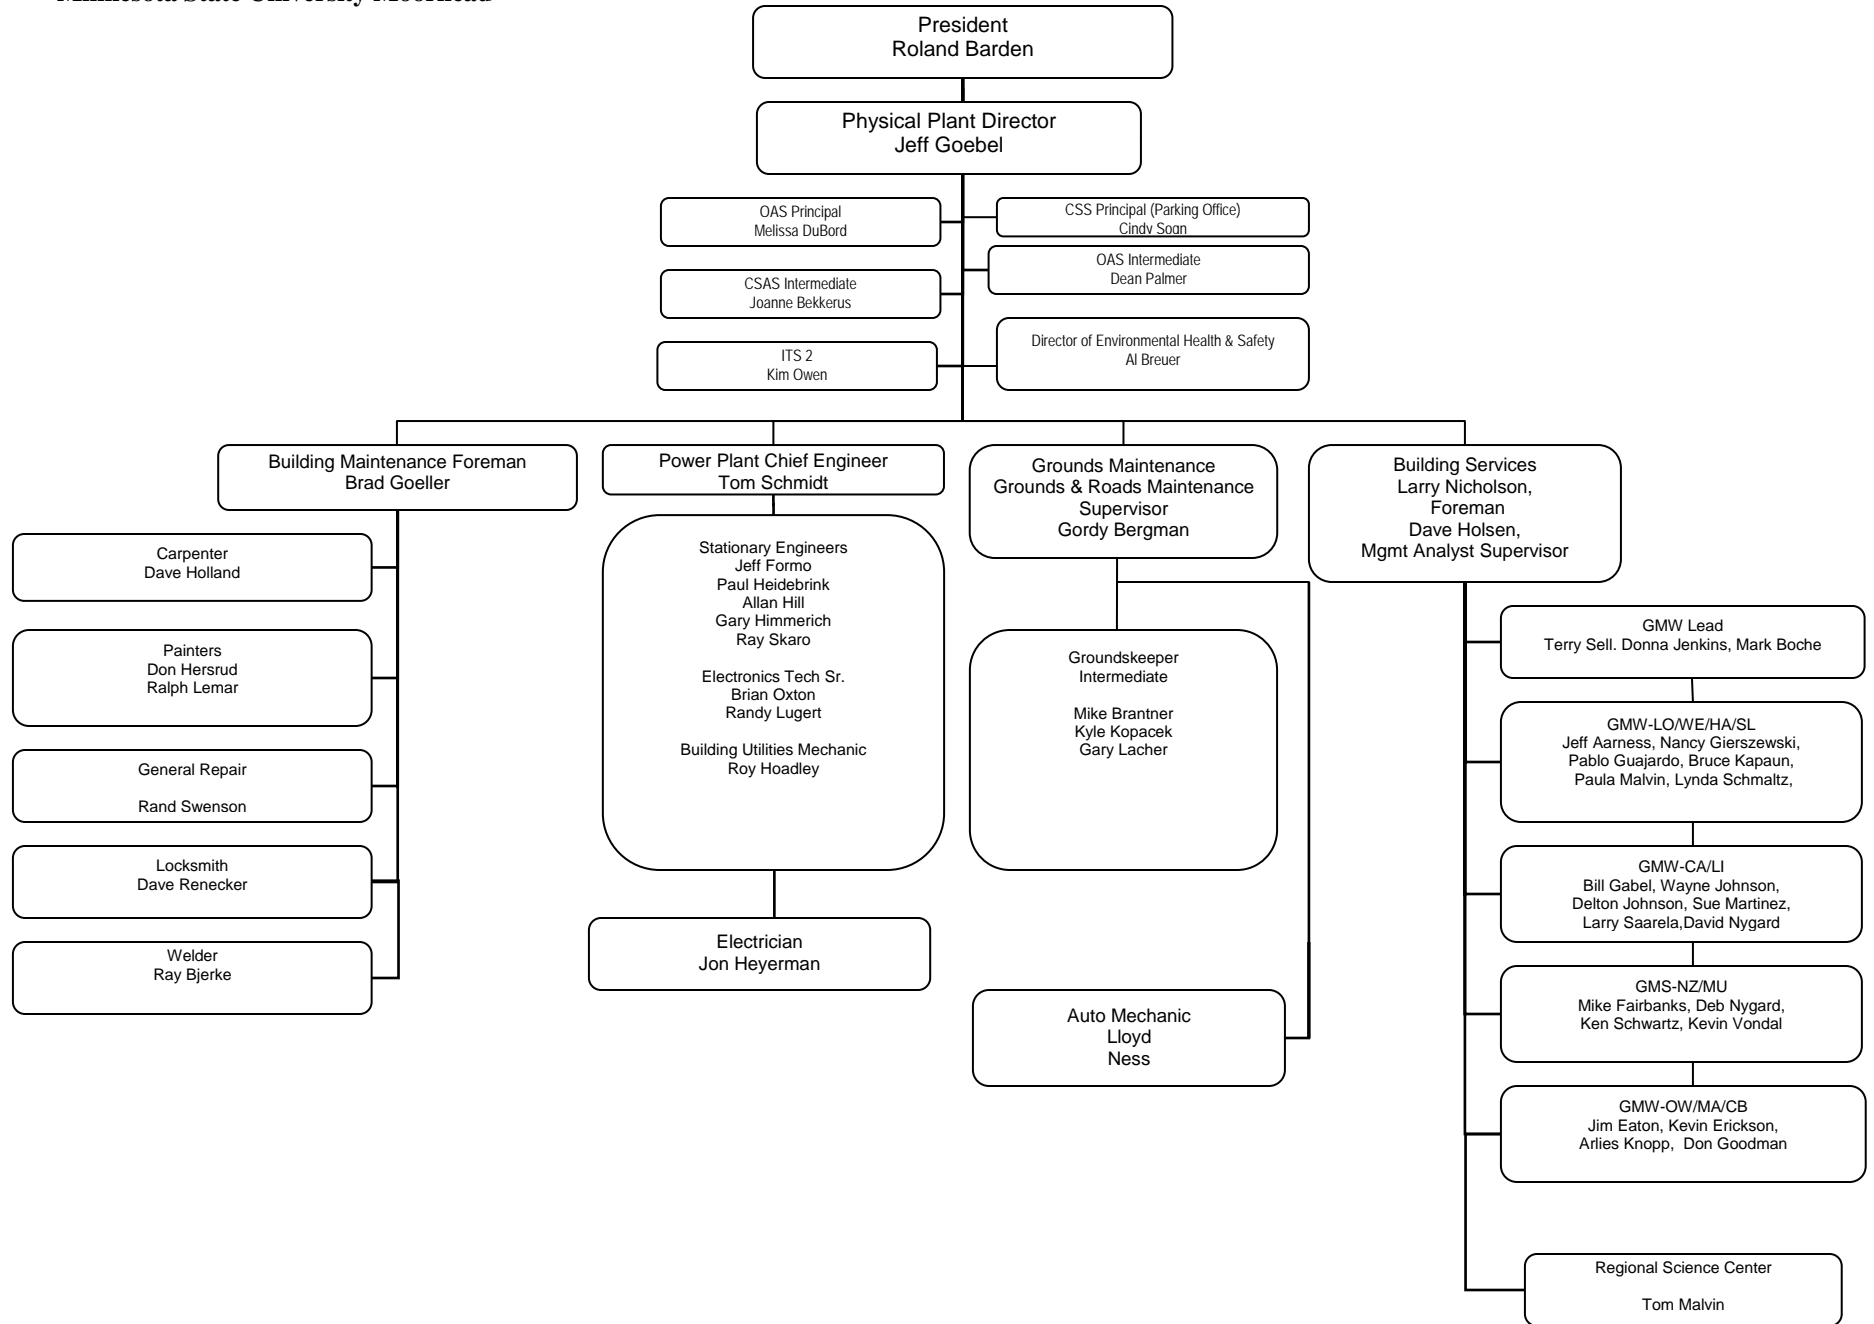 Minnesota State University Moorhead
President
Roland Barden
Physical Plant Director
Jeff Goebel
OAS Principal
Melissa DuBord
CSS Principal (Parking Office)
Cindy Sogn
OAS Intermediate
Dean Palmer
CSAS Intermediate
Joanne Bekkerus
Director of Environmental Health & Safety
Al Breuer
ITS 2
Kim Owen
Building Maintenance Foreman
Brad Goeller
Carpenter
Dave Holland
Painters
Don Hersrud
Ralph Lemar
General Repair
Rand Swenson
Locksmith
Dave Renecker
Welder
Ray Bjerke
Power Plant Chief Engineer
Tom Schmidt
Stationary Engineers
Jeff Formo
Paul Heidebrink
Allan Hill
Gary Himmerich
Ray Skaro
Electronics Tech Sr.
Brian Oxton
Randy Lugert
Building Utilities Mechanic
Roy Hoadley
Electrician
Jon Heyerman
Grounds Maintenance
Grounds & Roads Maintenance
Supervisor
Gordy Bergman
Groundskeeper
Intermediate
Mike Brantner
Kyle Kopacek
Gary Lacher
Auto Mechanic
Lloyd
Ness
Building Services
Larry Nicholson,
Foreman
Dave Holsen,
Mgmt Analyst Supervisor
GMW Lead
Terry Sell. Donna Jenkins, Mark Boche
GMW-LO/WE/HA/SL
Jeff Aarness, Nancy Gierszewski,
Pablo Guajardo, Bruce Kapaun,
Paula Malvin, Lynda Schmaltz,
GMW-CA/LI
Bill Gabel, Wayne Johnson,
Delton Johnson, Sue Martinez,
Larry Saarela,David Nygard
GMS-NZ/MU
Mike Fairbanks, Deb Nygard,
Ken Schwartz, Kevin Vondal
GMW-OW/MA/CB
Jim Eaton, Kevin Erickson,
Arlies Knopp, Don Goodman
Regional Science Center
Tom Malvin